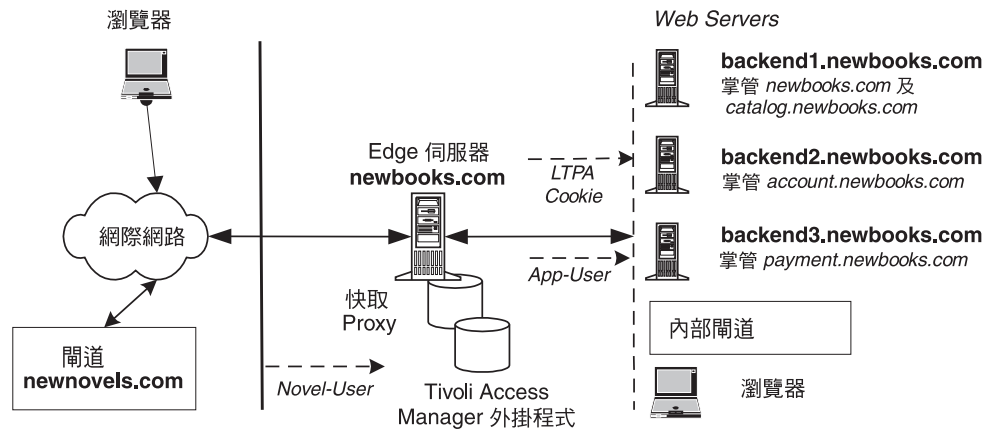 瀏覽器
Web Servers
backend1.newbooks.com
掌管 newbooks.com 及
catalog.newbooks.com
Edge 伺服器
newbooks.com
LTPA
Cookie
backend2.newbooks.com
掌管 account.newbooks.com
網際網路
backend3.newbooks.com
掌管 payment.newbooks.com
App-User
快取
Proxy
內部閘道
閘道
newnovels.com
Novel-User
Tivoli Access
Manager 外掛程式
瀏覽器